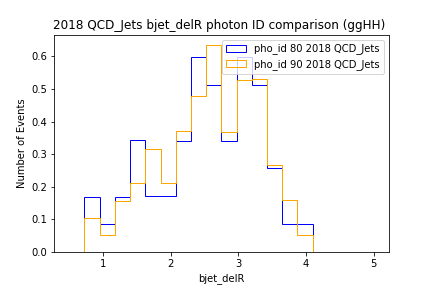 2018 QCD_Jets bjet_delR photon ID comparison (ggHH)
pho_id 80 2018 QCD_Jets
pho_id 90 2018 QCD_Jets
Number of Events
0.6
0.5
0.4
0.3
0.2
0.1
0.0
1 2 3 4 5
bjet_delR